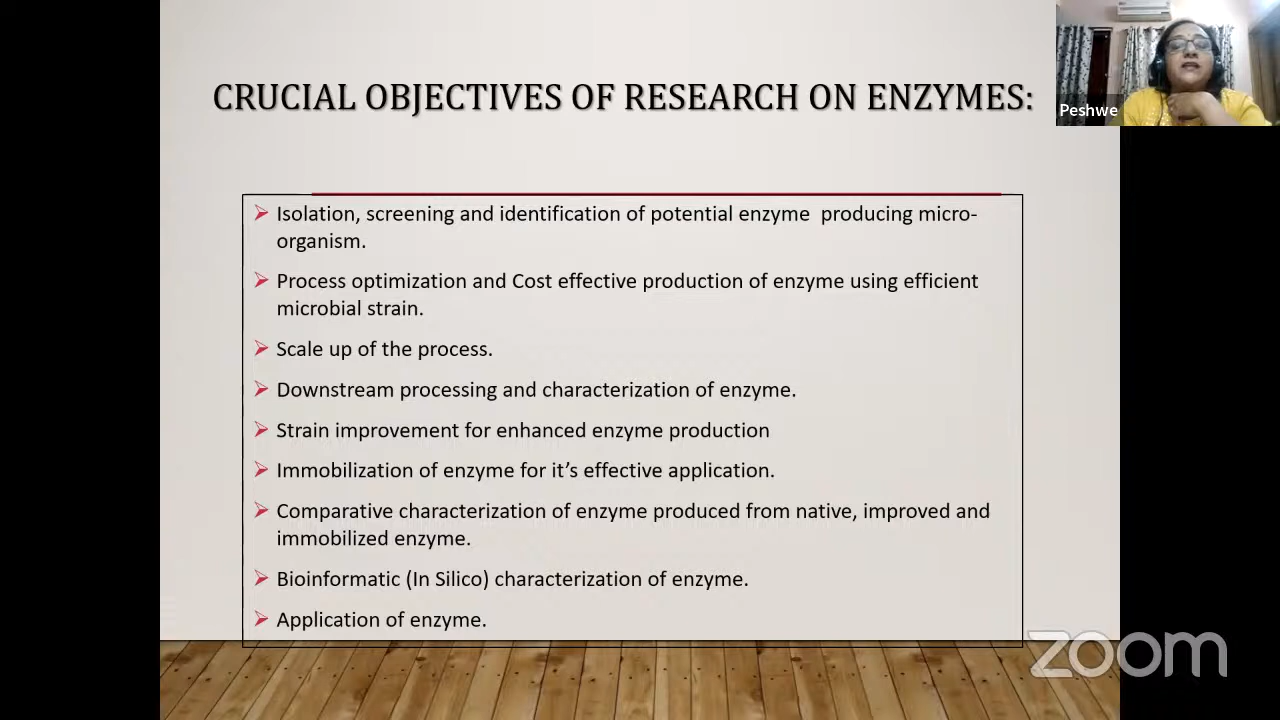 CRUCIAL OBJECTIVES OF RESEARCH ON ENZYMES:
Peshwe
Isolation, screening and identification of potential enzyme  producing micro-
organism.
Process optimization and Cost effective production of enzyme using efficient
microbial strain.
Scale up of the process.
Downstream processing and characterization of enzyme.
Strain improvement for enhanced enzyme production
Immobilization of enzyme for it’s effective application.
Comparative characterization of enzyme produced from native, improved and
immobilized enzyme.
Bioinformatic (In Silico) characterization of enzyme.
Application of enzyme.
zoom